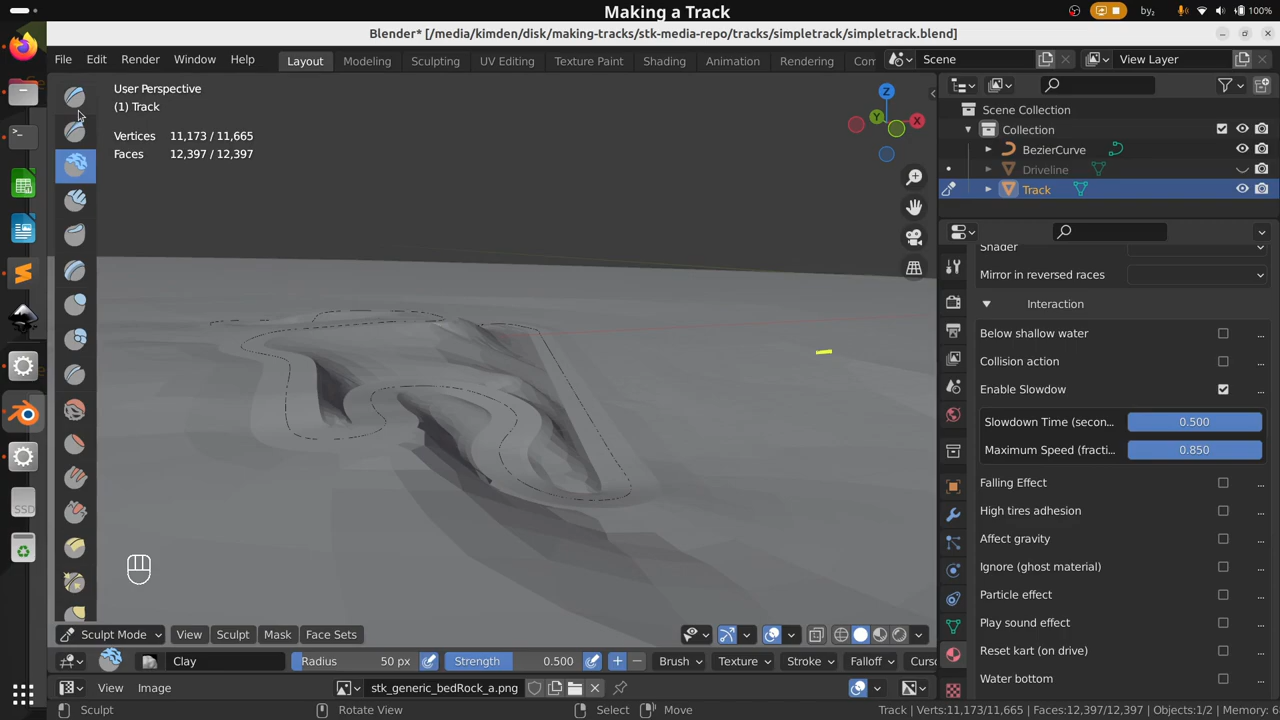 Making a Track
by₂
100%
Blender* [/media/kimden/disk/making-tracks/stk-media-repo/tracks/simpletrack/simpletrack.blend]
File Edit Render Window Help Layout Modeling Sculpting UV Editing Texture Paint Shading Animation Rendering Com Scene View Layer
User Perspective
(1) Track
Vertices 11,173 / 11,665
Faces 12,397 / 12,397
Z
Y X
Scene Collection
Collection
BezierCurve
Driveline
Track
Shader
Mirror in reversed races
Interaction
Below shallow water ...
Collision action ...
Enable Slowdow ...
Slowdown Time (secon... 0.500
Maximum Speed (fracti... 0.850
Falling Effect ...
High tires adhesion ...
Affect gravity ...
Ignore (ghost material) ...
Particle effect ...
Play sound effect ...
Reset kart (on drive) ...
Water bottom ...
SSD
Sculpt Mode View Sculpt Mask Face Sets
Clay Radius 50 px Strength 0.500 Brush Texture Stroke Falloff Curso
View Image stk_generic_bedRock_a.png
Sculpt Rotate View Select Move Track | Verts:11,173/11,665 | Faces:12,397/12,397 | Objects:1/2 | Memory: 6